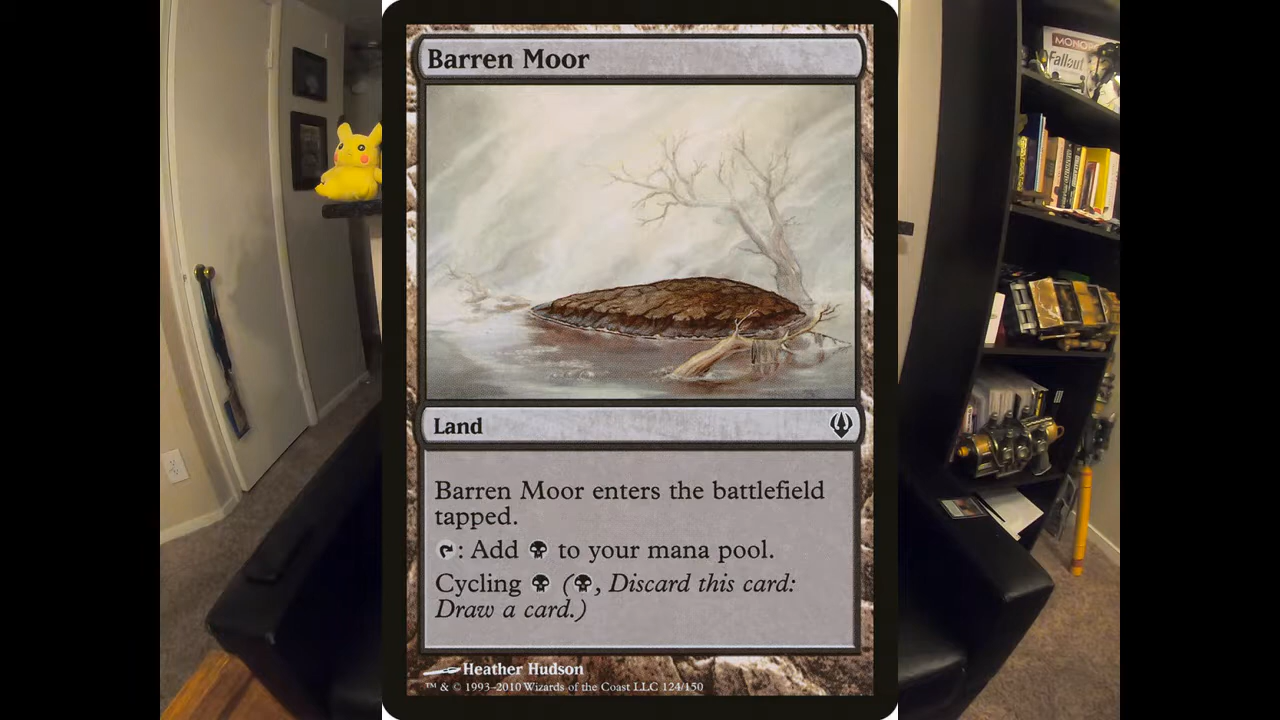 Barren Moor
MONOPOLY
Fallout
Land
Barren Moor enters the battlefield
tapped.
: Add to your mana pool.
Cycling (, Discard this card:
Draw a card.)
Heather Hudson
™ & © 1993–2010 Wizards of the Coast LLC 124/150